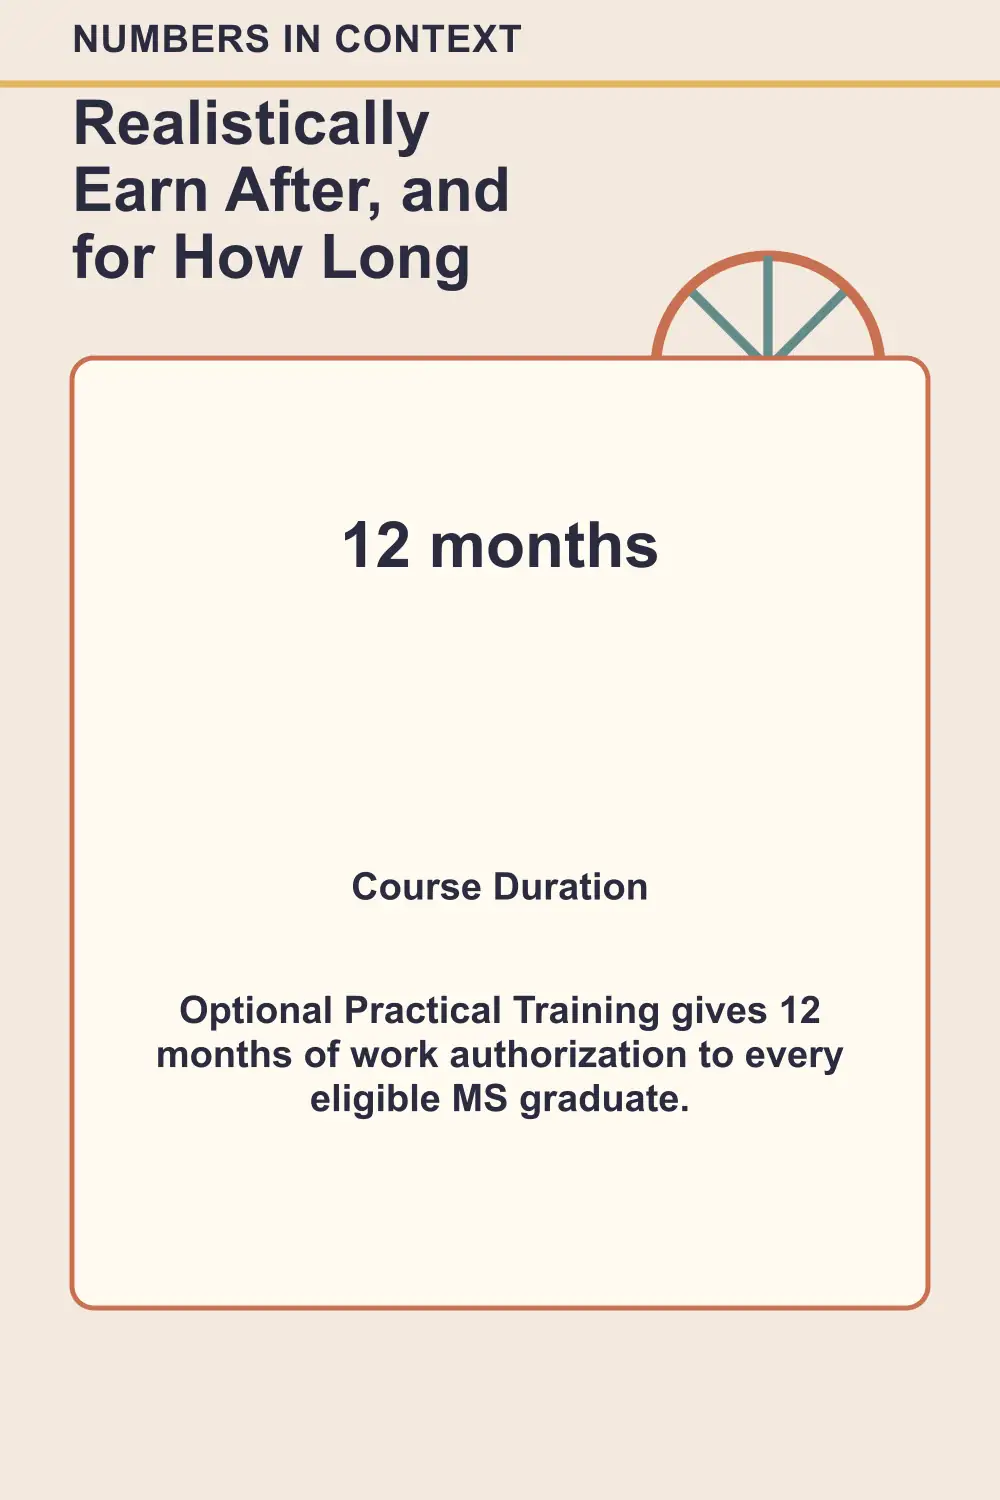 NUMBERS IN CONTEXT
Realistically
Earn After, and
for How Long
12 months
Course Duration
Optional Practical Training gives 12
months of work authorization to every
eligible MS graduate.